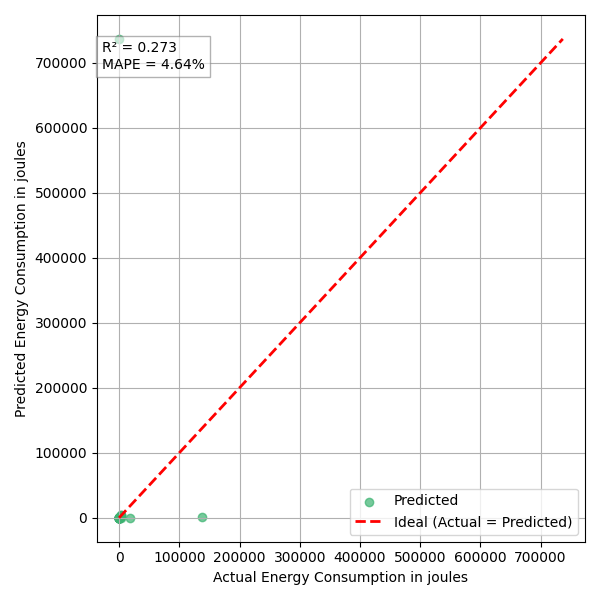 R² = 0.273
MAPE = 4.64%
700000
600000
500000
400000
300000
200000
100000
0
Predicted Energy Consumption in joules
Predicted
Ideal (Actual = Predicted)
0 100000 200000 300000 400000 500000 600000 700000
Actual Energy Consumption in joules